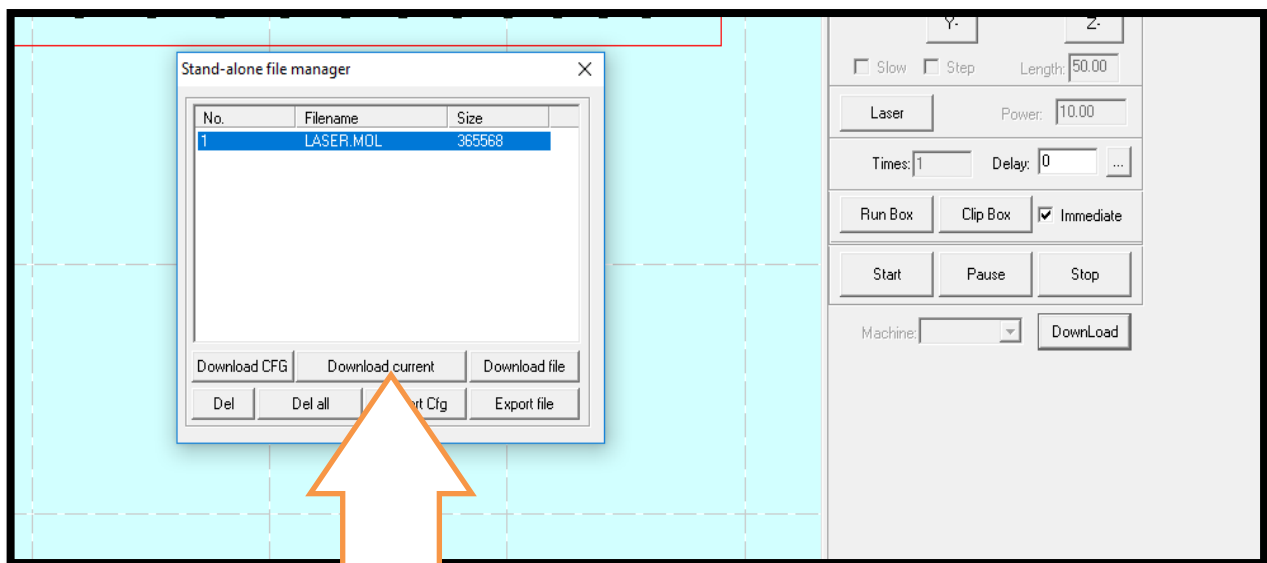 Y-
Z-
Slow
Step
Length: 50.00
Stand-alone file manager
No.
Filename
Size
1
LASER.MOL
365568
Laser
Power: 10.00
Times: 1
Delay: 0
...
Run Box
Clip Box
Immediate
Start
Pause
Stop
Machine:
DownLoad
Download CFG
Download current
Download file
Del
Del all
Cfg
Export file